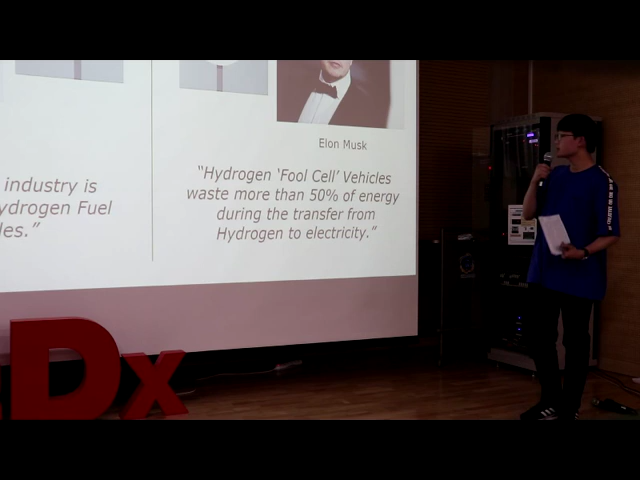 industry is
ydrogen Fuel
les.”
Elon Musk
“Hydrogen ‘Fool Cell’ Vehicles
waste more than 50% of energy
during the transfer from
Hydrogen to electricity.”
Dx